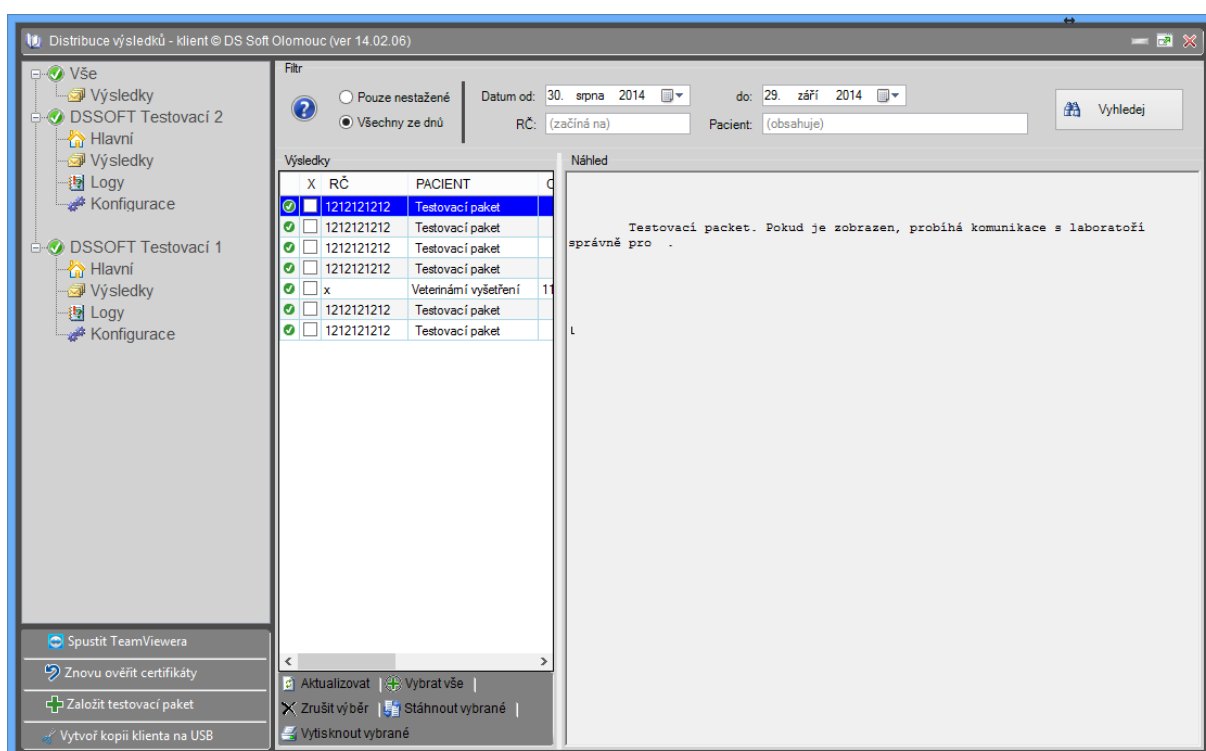 Distribuce výsledků - klient © DS Soft Olomouc (ver 14.02.06)
Vše
Výsledky
DSSOFT Testovací 2
Hlavní
Výsledky
Logy
Konfigurace
DSSOFT Testovací 1
Hlavní
Výsledky
Logy
Konfigurace
Spustit TeamViewera
Znovu ověřit certifikáty
Založit testovací paket
Vytvoř kopii klienta na USB
Filtr
Pouze nestažené
Všechny ze dnů
Datum od: 30. srpna 2014 do: 29. září 2014
RČ: (začíná na) Pacient: (obsahuje)
Vyhledej
Výsledky
X RČ PACIENT
1212121212 Testovací paket
1212121212 Testovací paket
1212121212 Testovací paket
1212121212 Testovací paket
x Veterinární vyšetření 11
1212121212 Testovací paket
1212121212 Testovací paket
Aktualizovat | Vybrat vše |
Zrušit výběr | Stáhnout vybrané |
Vytisknout vybrané
Náhled
Testovací packet. Pokud je zobrazen, probíhá komunikace s laboratoří
správně pro .
L